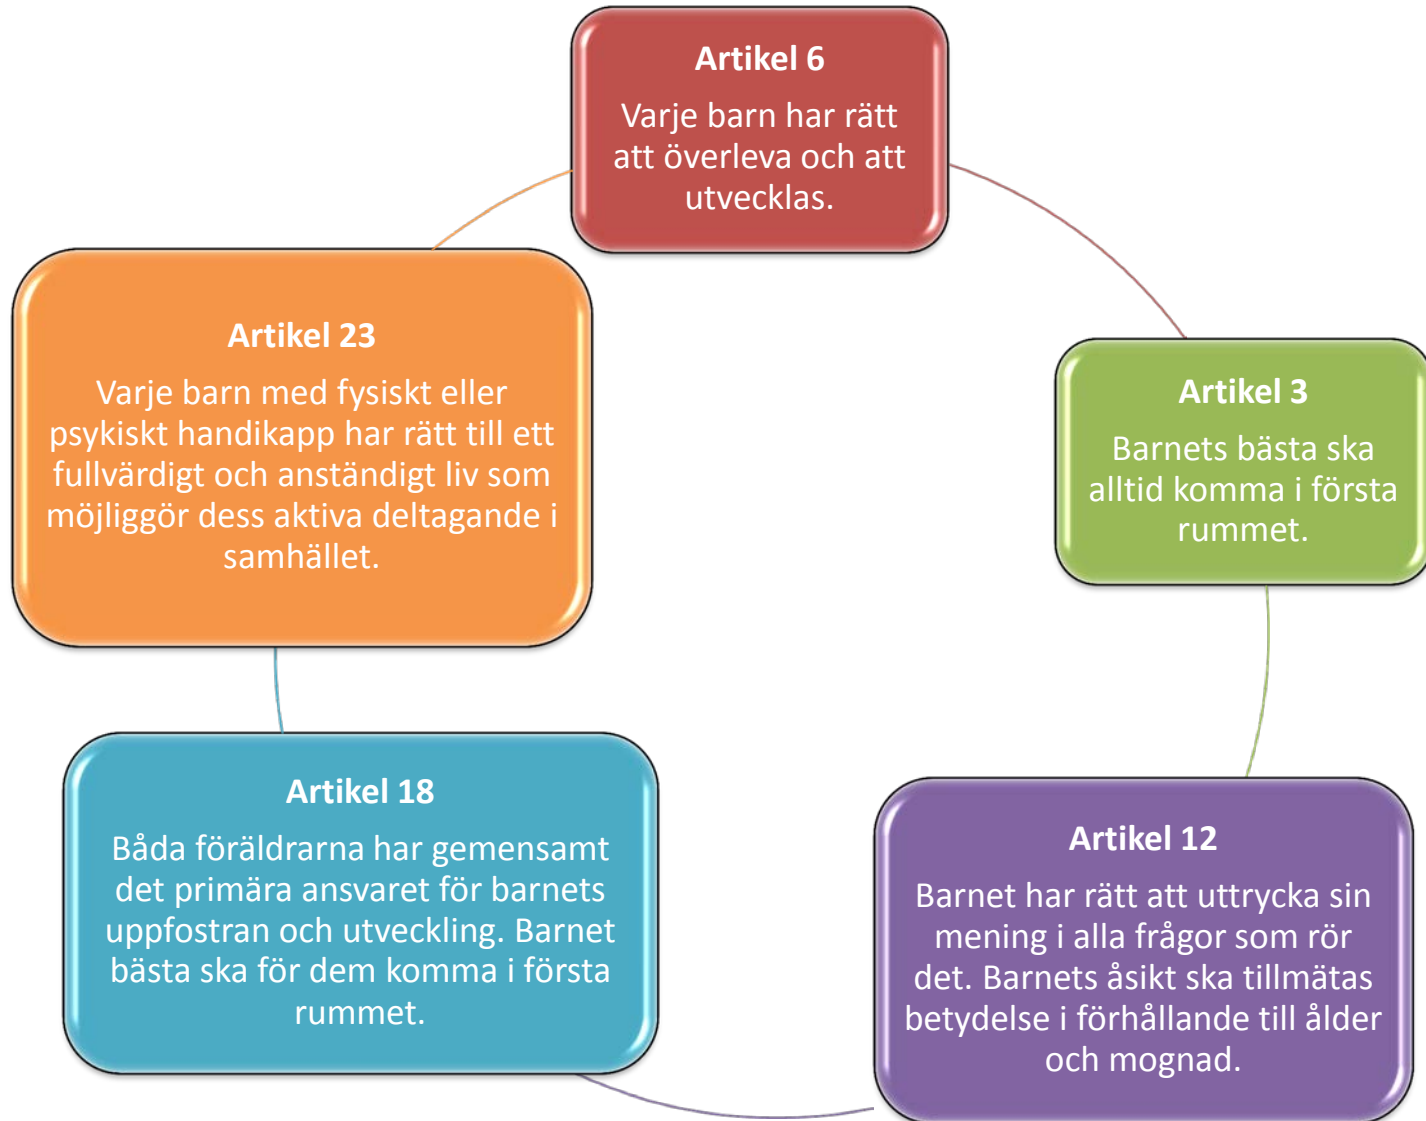 Artikel 6
Varje barn har rätt
att överleva och att
utvecklas.
Artikel 3
Barnets bästa ska
alltid komma i första
rummet.
Artikel 12
Barnet har rätt att uttrycka sin
mening i alla frågor som rör
det. Barnets åsikt ska tillmätas
betydelse i förhållande till ålder
och mognad.
Artikel 18
Båda föräldrarna har gemensamt
det primära ansvaret för barnets
uppfostran och utveckling. Barnet
bästa ska för dem komma i första
rummet.
Artikel 23
Varje barn med fysiskt eller
psykiskt handikapp har rätt till ett
fullvärdigt och anständigt liv som
möjliggör dess aktiva deltagande i
samhället.